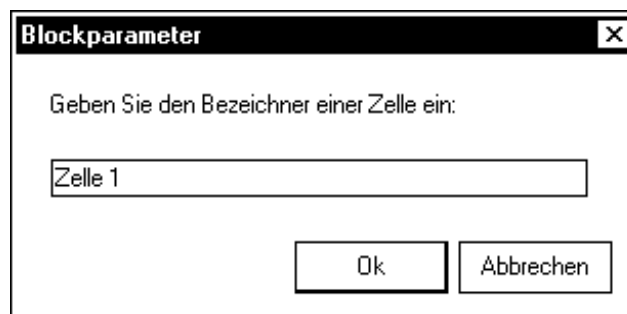 Blockparameter
Geben Sie den Bezeichner einer Zelle ein:
Zelle 1
Ok Abbrechen